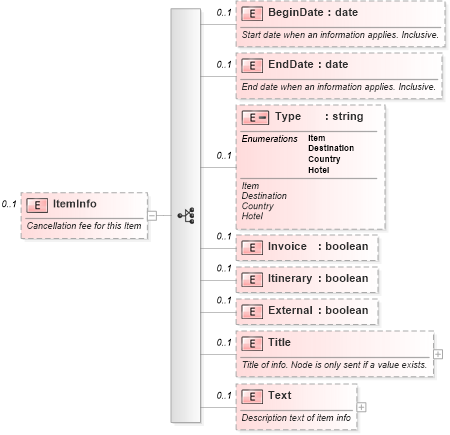 0..1
E BeginDate : date
Start date when an information applies. Inclusive.
0..1
E EndDate : date
End date when an information applies. Inclusive.
0..1
E Type : string
Enumerations Item
Destination
Country
Hotel
Item
Destination
Country
Hotel
0..1
E ItemInfo
Cancellation fee for this Item
0..1
E Invoice : boolean
0..1
E Itinerary : boolean
0..1
E External : boolean
0..1
E Title
Title of info. Node is only sent if a value exists.
0..1
E Text
Description text of item info